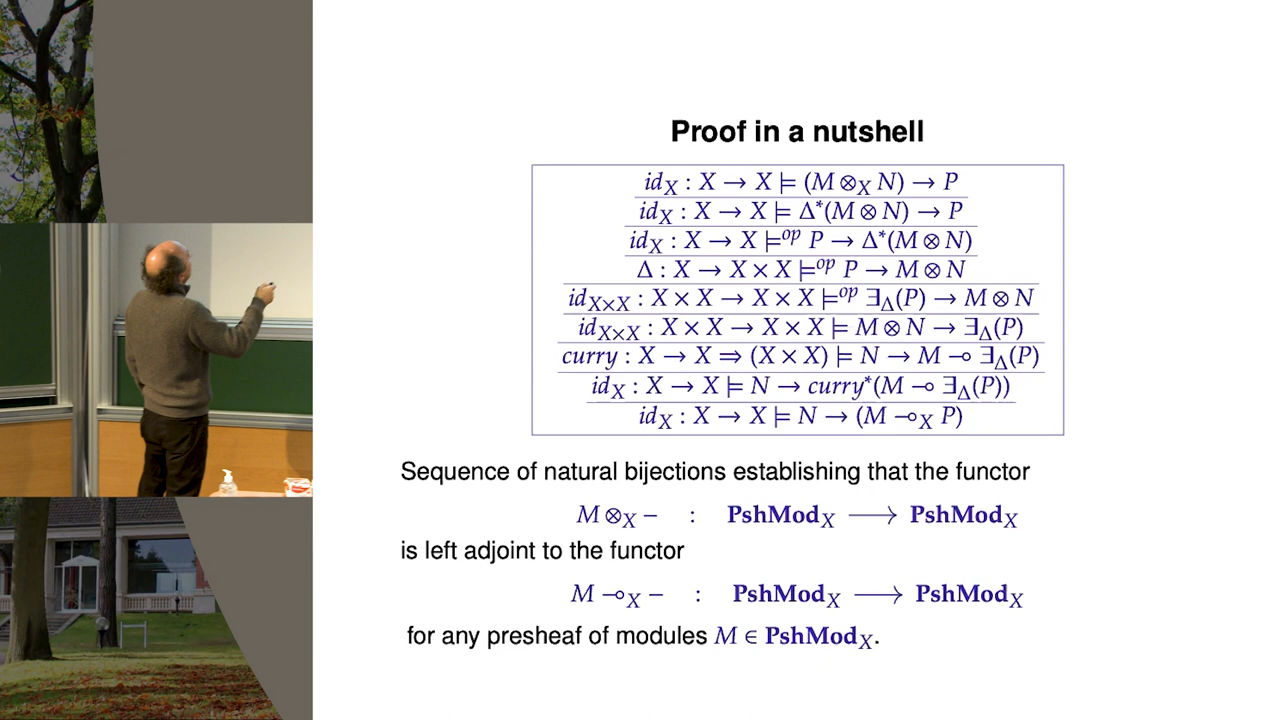 Proof in a nutshell
id_X : X → X ⊨ (M ⊗_X N) → P
id_X : X → X ⊨ Δ*(M ⊗ N) → P
id_X : X → X ⊨^op P → Δ*(M ⊗ N)
Δ : X → X × X ⊨^op P → M ⊗ N
id_{X×X} : X × X → X × X ⊨^op ∃_Δ(P) → M ⊗ N
id_{X×X} : X × X → X × X ⊨ M ⊗ N → ∃_Δ(P)
curry : X → X ⇒ (X × X) ⊨ N → M ⊸ ∃_Δ(P)
id_X : X → X ⊨ N → curry*(M ⊸ ∃_Δ(P))
id_X : X → X ⊨ N → (M ⊸_X P)
Sequence of natural bijections establishing that the functor
M ⊗_X − : PshMod_X ⟶ PshMod_X
is left adjoint to the functor
M ⊸_X − : PshMod_X ⟶ PshMod_X
for any presheaf of modules M ∈ PshMod_X.